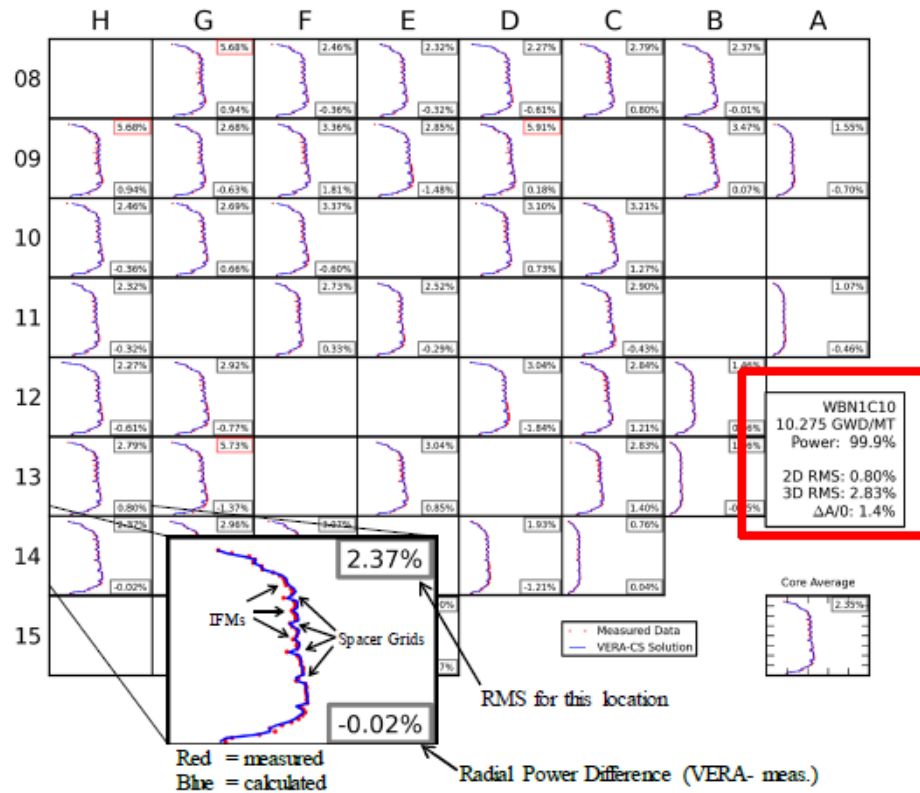 H G F E D C B A
08
5.68% 2.46% 2.32% 2.27% 2.79% 2.37%
0.94% -0.36% -0.32% -0.61% 0.80% -0.01%
09
5.68% 2.68% 3.36% 2.85% 5.91% 3.47% 1.55%
0.94% -0.63% 1.81% -1.48% 0.18% 0.07% -0.70%
10
2.46% 2.69% 3.37% 3.10% 3.21%
-0.36% 0.66% -0.60% 0.73% 1.27%
11
2.32% 2.73% 2.52% 2.90% 1.07%
-0.32% 0.33% -0.29% -0.43% -0.46%
12
2.27% 2.92% 3.04% 2.84%
-0.61% -0.77% -1.84% 1.21%
WBN1C10
10.275 GWD/MT
Power: 99.9%
2D RMS: 0.80%
3D RMS: 2.83%
ΔA/0: 1.4%
13
2.79% 5.73% 3.04% 2.83%
0.80% -1.37% 0.85% 1.40%
14
2.37% 2.96% 1.93% 0.76%
-0.02% -1.21% 0.04%
2.37%
IFMs
Spacer Grids
-0.02%
15
Measured Data
VERA-CS Solution
Core Average
2.35%
RMS for this location
Red = measured
Blue = calculated
Radial Power Difference (VERA- meas.)